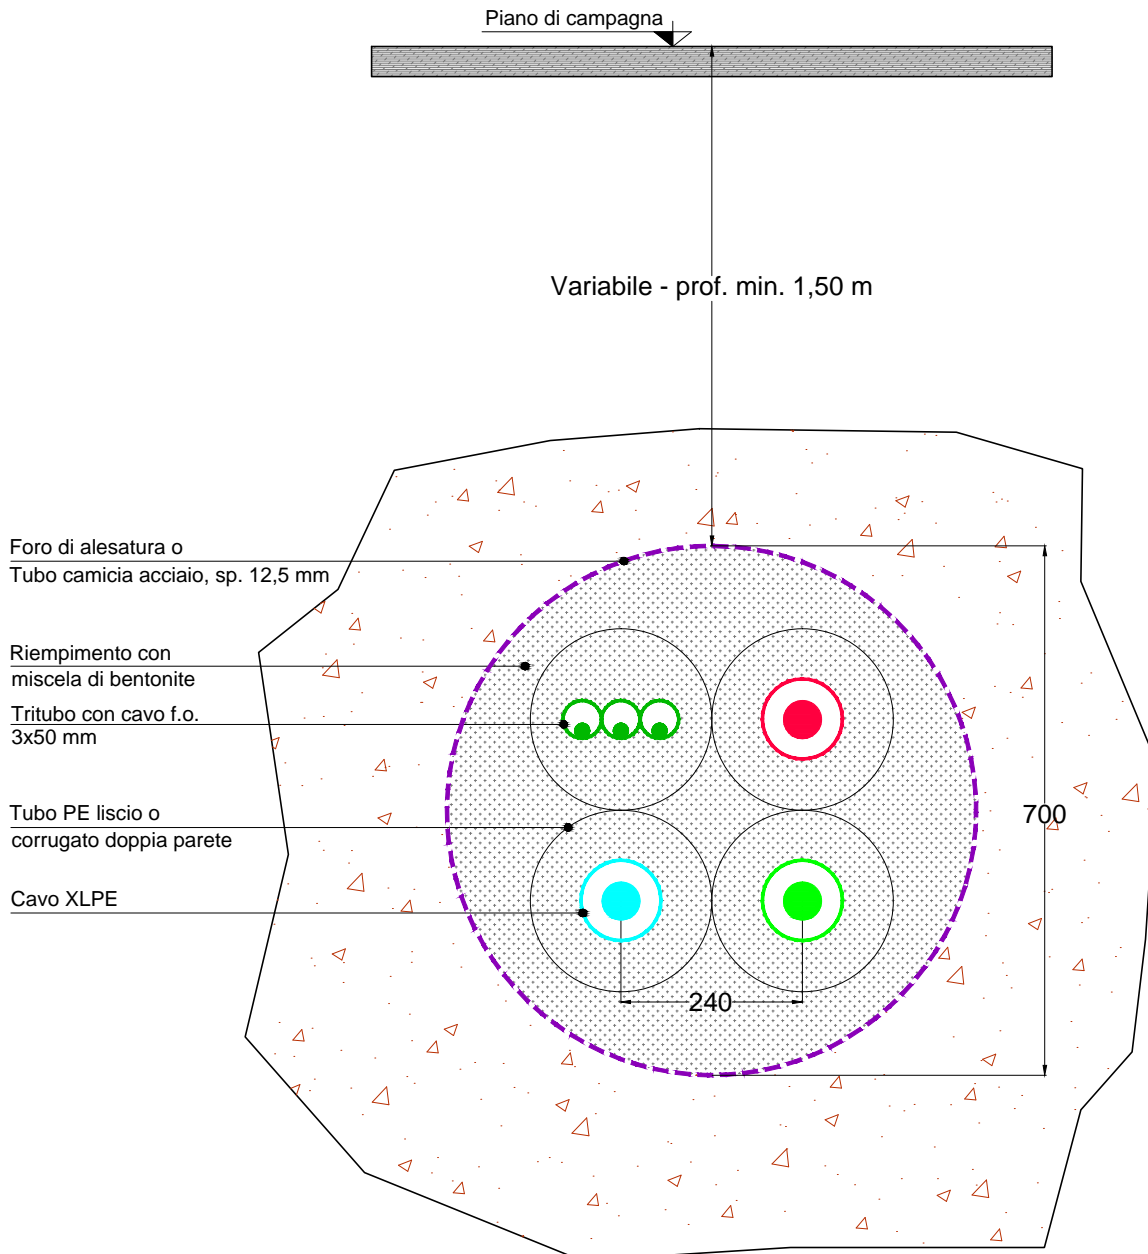 Piano di campagna
Variabile - prof. min. 1,50 m
Foro di alesatura o
Tubo camicia acciaio, sp. 12,5 mm
Riempimento con
miscela di bentonite
Tritubo con cavo f.o.
3x50 mm
Tubo PE liscio o
corrugato doppia parete
Cavo XLPE
700
240